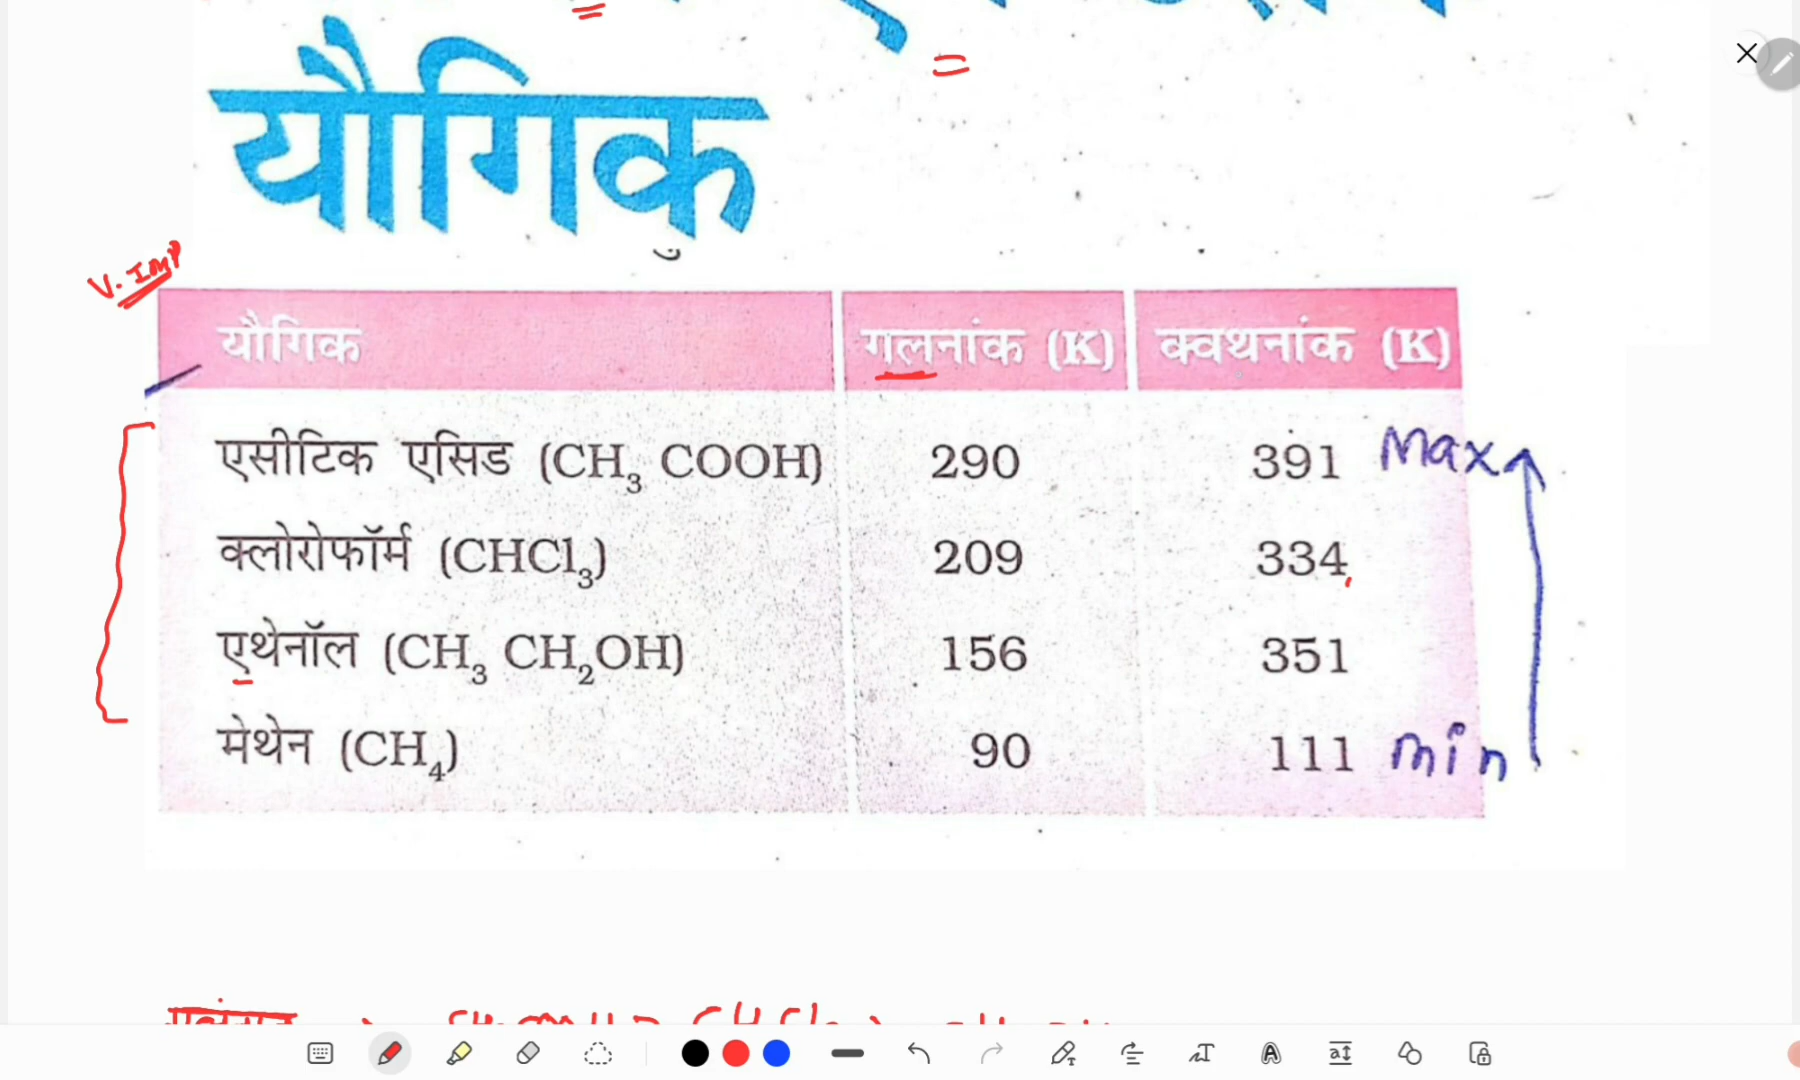 यौगिक
V. Imp
यौगिक गलनांक (K) क्वथनांक (K)
एसीटिक एसिड (CH₃ COOH) 290 391 Max
क्लोरोफॉर्म (CHCl₃) 209 334
एथेनॉल (CH₃ CH₂OH) 156 351
मेथेन (CH₄) 90 111 min